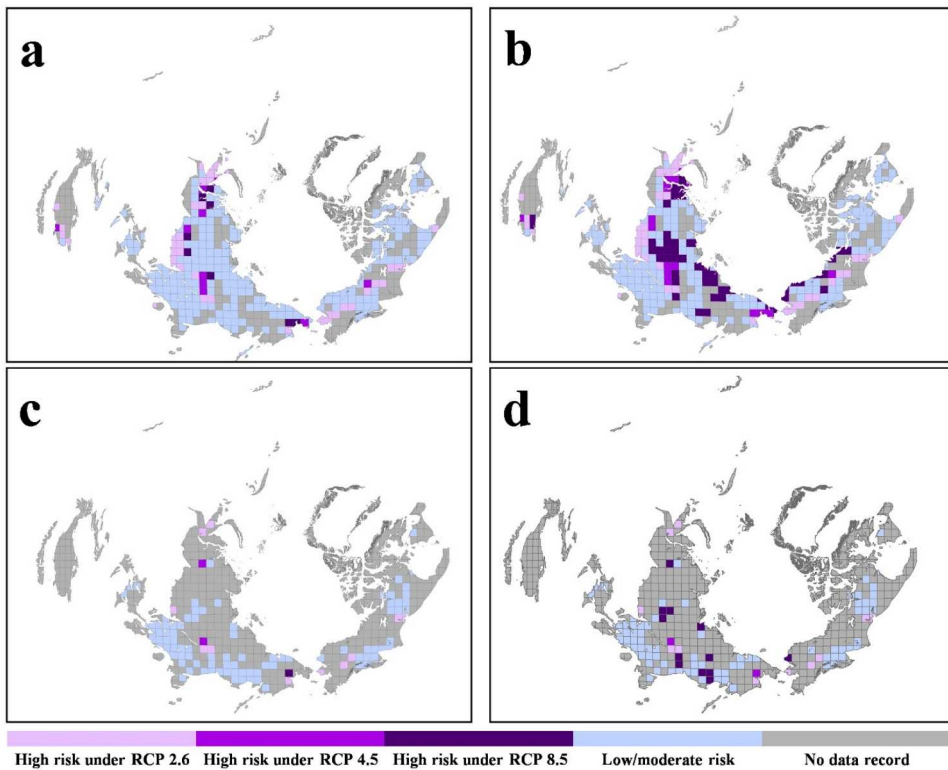 a
b
c
d
High risk under RCP 2.6 High risk under RCP 4.5 High risk under RCP 8.5 Low/moderate risk No data record